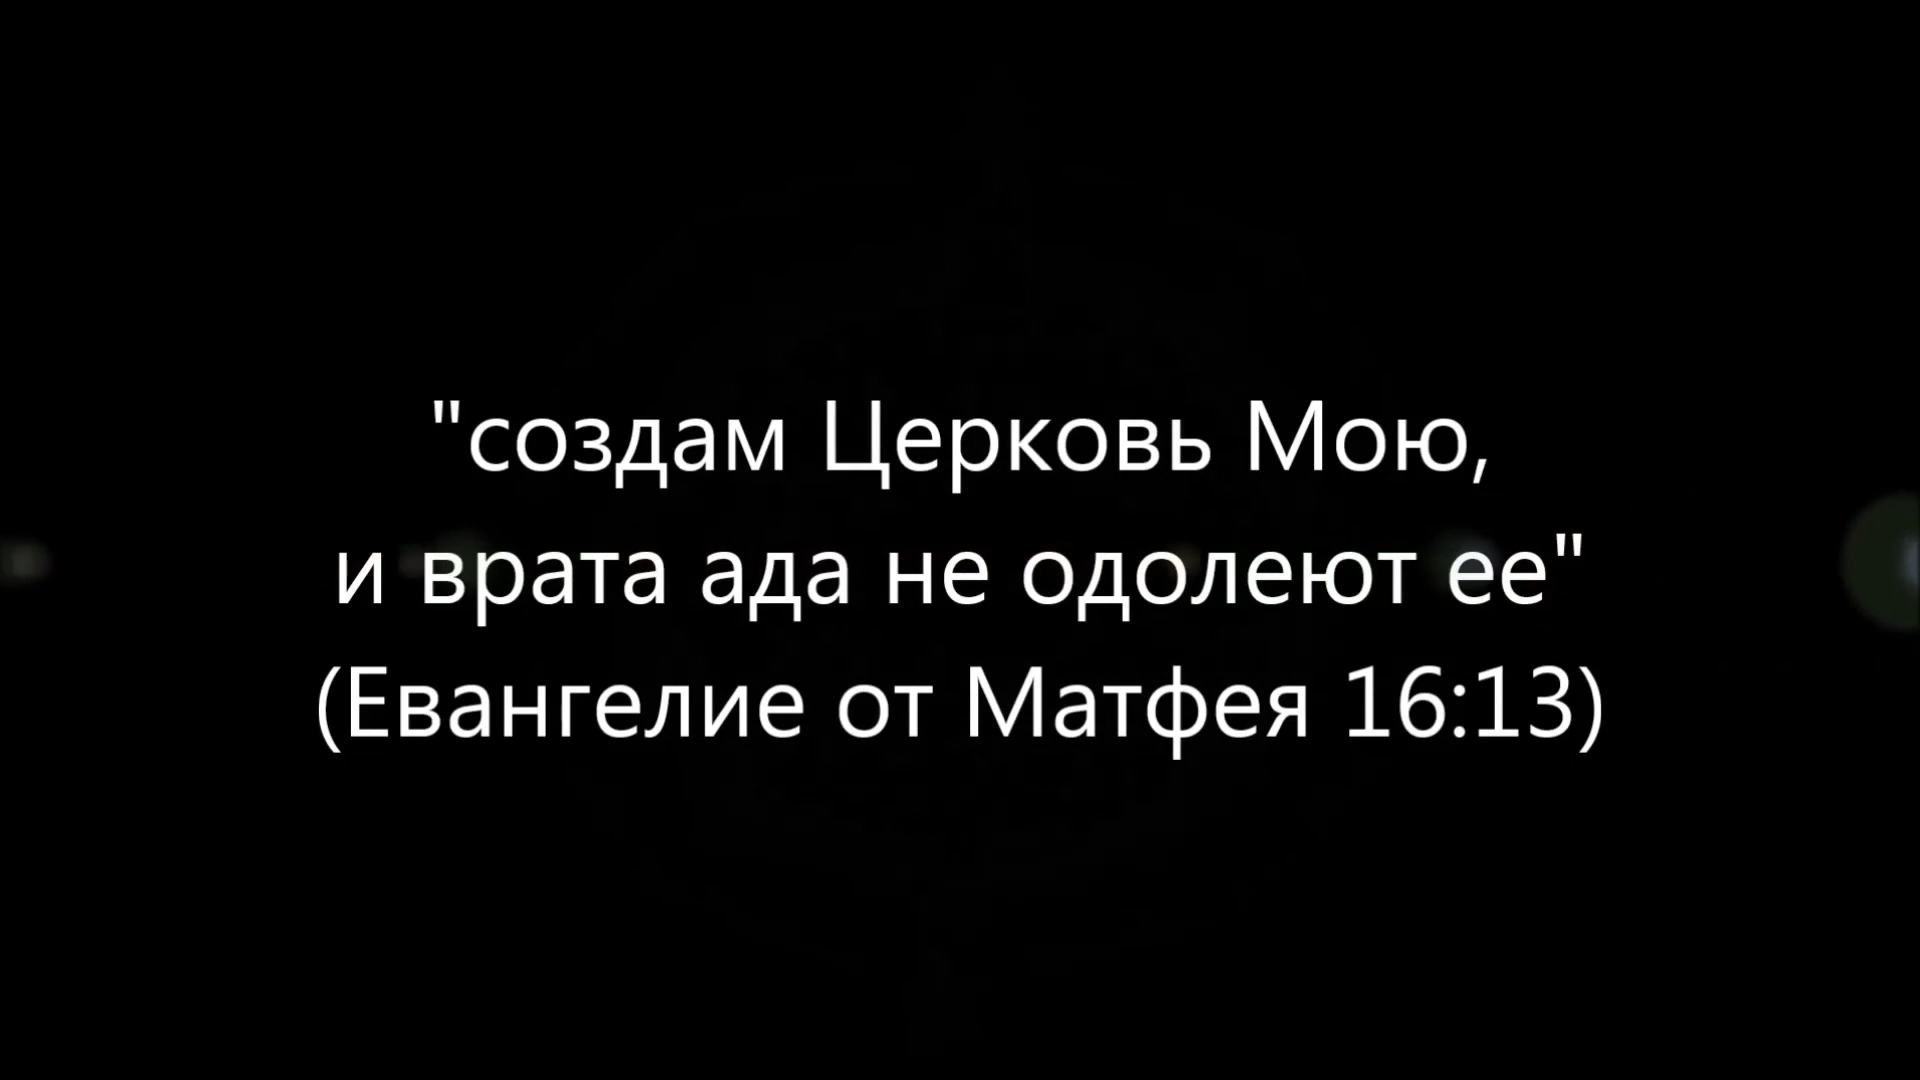 "создам Церковь Мою,
и врата ада не одолеют ее"
(Евангелие от Матфея 16:13)